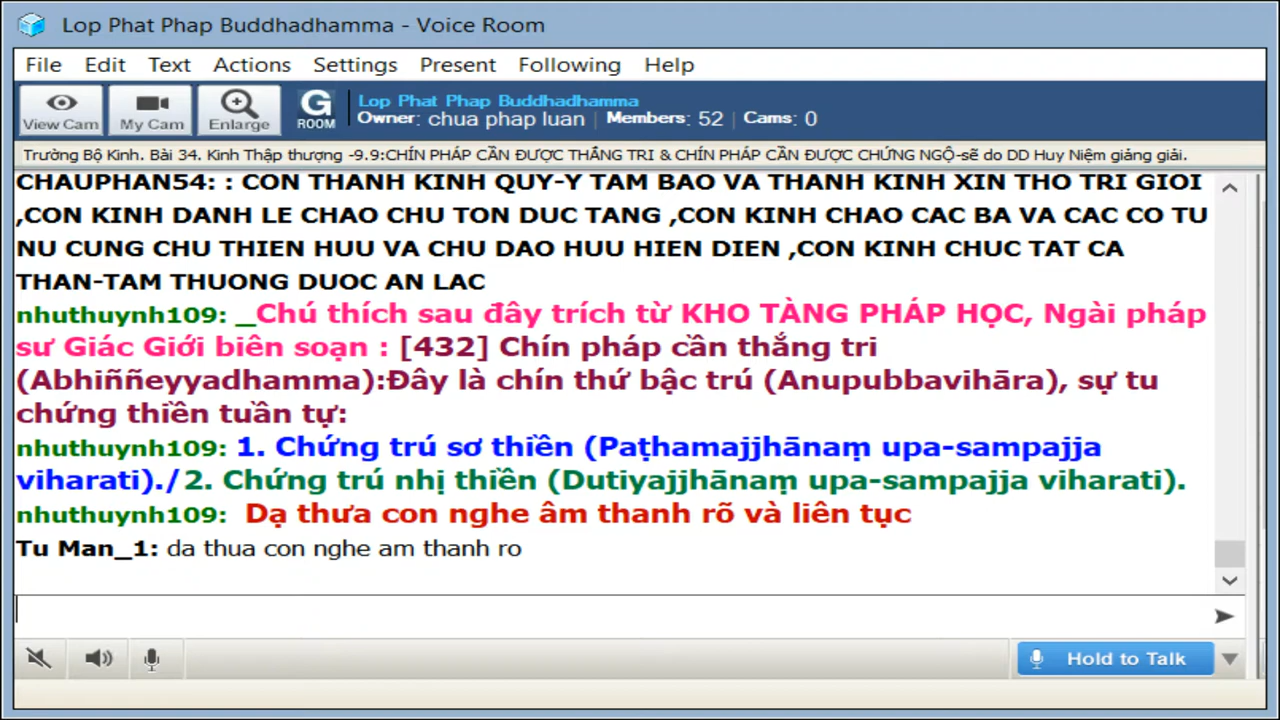 Lop Phat Phap Buddhadhamma - Voice Room
File Edit Text Actions Settings Present Following Help
View Cam My Cam Enlarge G ROOM Lop Phat Phap Buddhadhamma
Owner: chua phap luan | Members: 52 | Cams: 0
Trường Bộ Kinh. Bài 34. Kinh Thập thượng -9.9:CHÍN PHÁP CẦN ĐƯỢC THẮNG TRI & CHÍN PHÁP CẦN ĐƯỢC CHỨNG NGỘ-sẽ do DD Huy Niệm giảng giải.
CHAUPHAN54: : CON THANH KINH QUY-Y TAM BAO VA THANH KINH XIN THO TRI GIOI
,CON KINH DANH LE CHAO CHU TON DUC TANG ,CON KINH CHAO CAC BA VA CAC CO TU
NU CUNG CHU THIEN HUU VA CHU DAO HUU HIEN DIEN ,CON KINH CHUC TAT CA
THAN-TAM THUONG DUOC AN LAC
nhuthuynh109: _Chú thích sau đây trích từ KHO TÀNG PHÁP HỌC, Ngài pháp
sư Giác Giới biên soạn : [432] Chín pháp cần thắng tri
(Abhiññeyyadhamma):Đây là chín thứ bậc trú (Anupubbavihāra), sự tu
chứng thiền tuần tự:
nhuthuynh109: 1. Chứng trú sơ thiền (Paṭhamajjhānaṃ upa-sampajja
viharati)./2. Chứng trú nhị thiền (Dutiyajjhānaṃ upa-sampajja viharati).
nhuthuynh109: Dạ thưa con nghe âm thanh rõ và liên tục
Tu Man_1: da thua con nghe am thanh ro
Hold to Talk